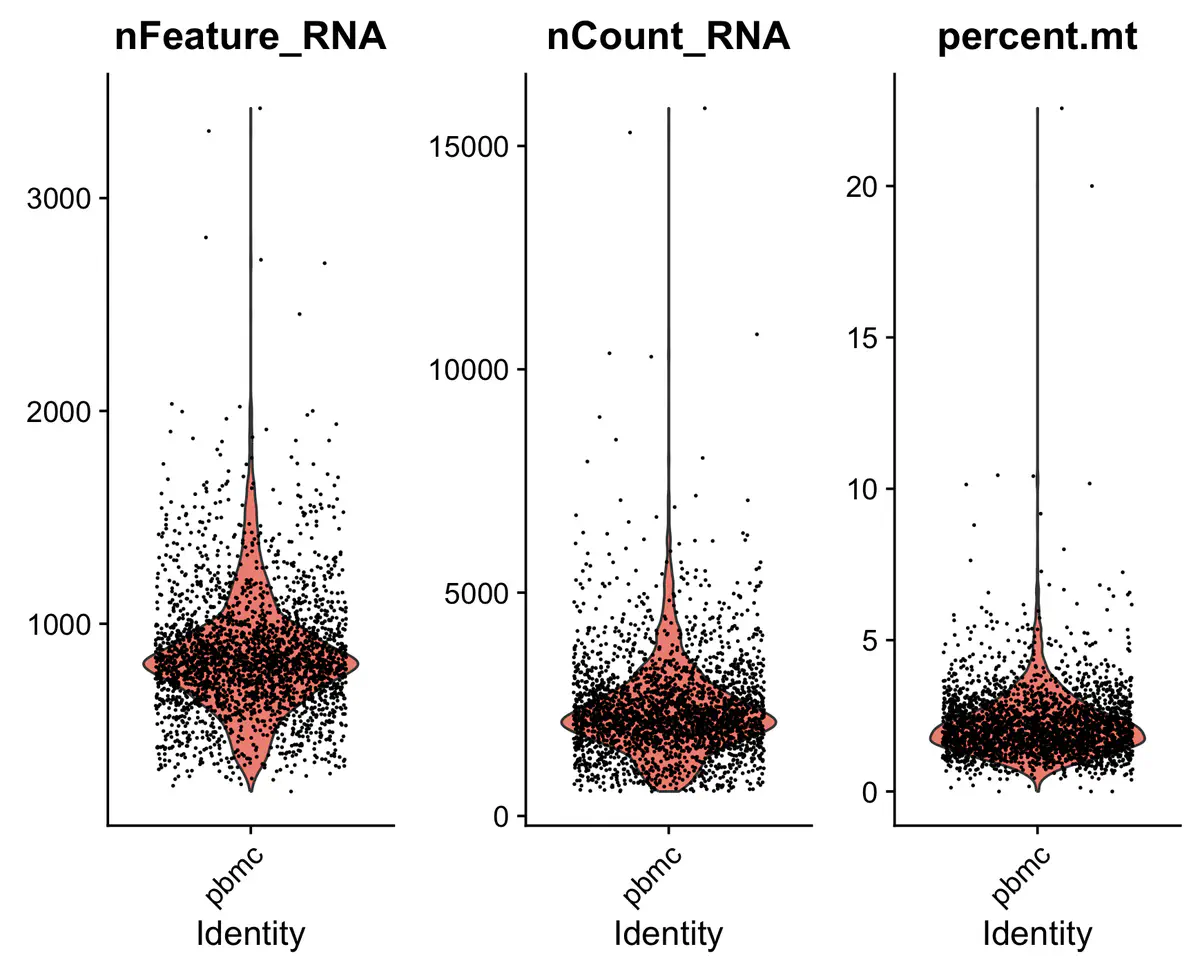 nFeature_RNA
3000
2000
1000
pbmc
Identity
nCount_RNA
15000
10000
5000
0
pbmc
Identity
percent.mt
20
15
10
5
0
pbmc
Identity